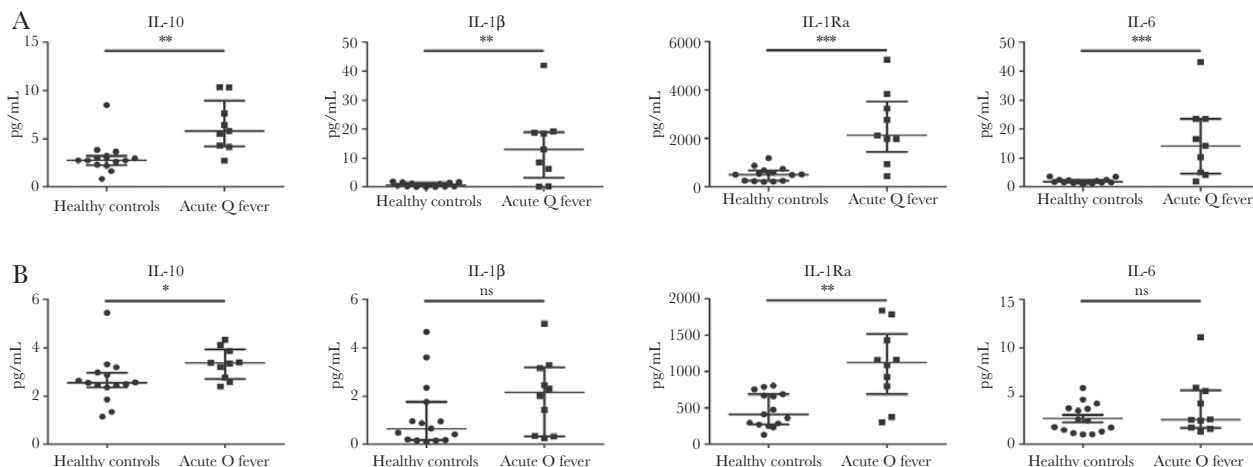 A
IL-10
**
15
10
5
0
pg/mL
Healthy controls
Acute Q fever
IL-1β
**
50
40
30
20
10
0
pg/mL
Healthy controls
Acute Q fever
IL-1Ra
***
6000
4000
2000
0
pg/mL
Healthy controls
Acute Q fever
IL-6
***
50
40
30
20
10
0
pg/mL
Healthy controls
Acute Q fever
B
IL-10
*
6
4
2
0
pg/mL
Healthy controls
Acute Q fever
IL-1β
ns
6
4
2
0
pg/mL
Healthy controls
Acute Q fever
IL-1Ra
**
2000
1500
1000
500
0
pg/mL
Healthy controls
Acute Q fever
IL-6
ns
15
10
5
0
pg/mL
Healthy controls
Acute Q fever